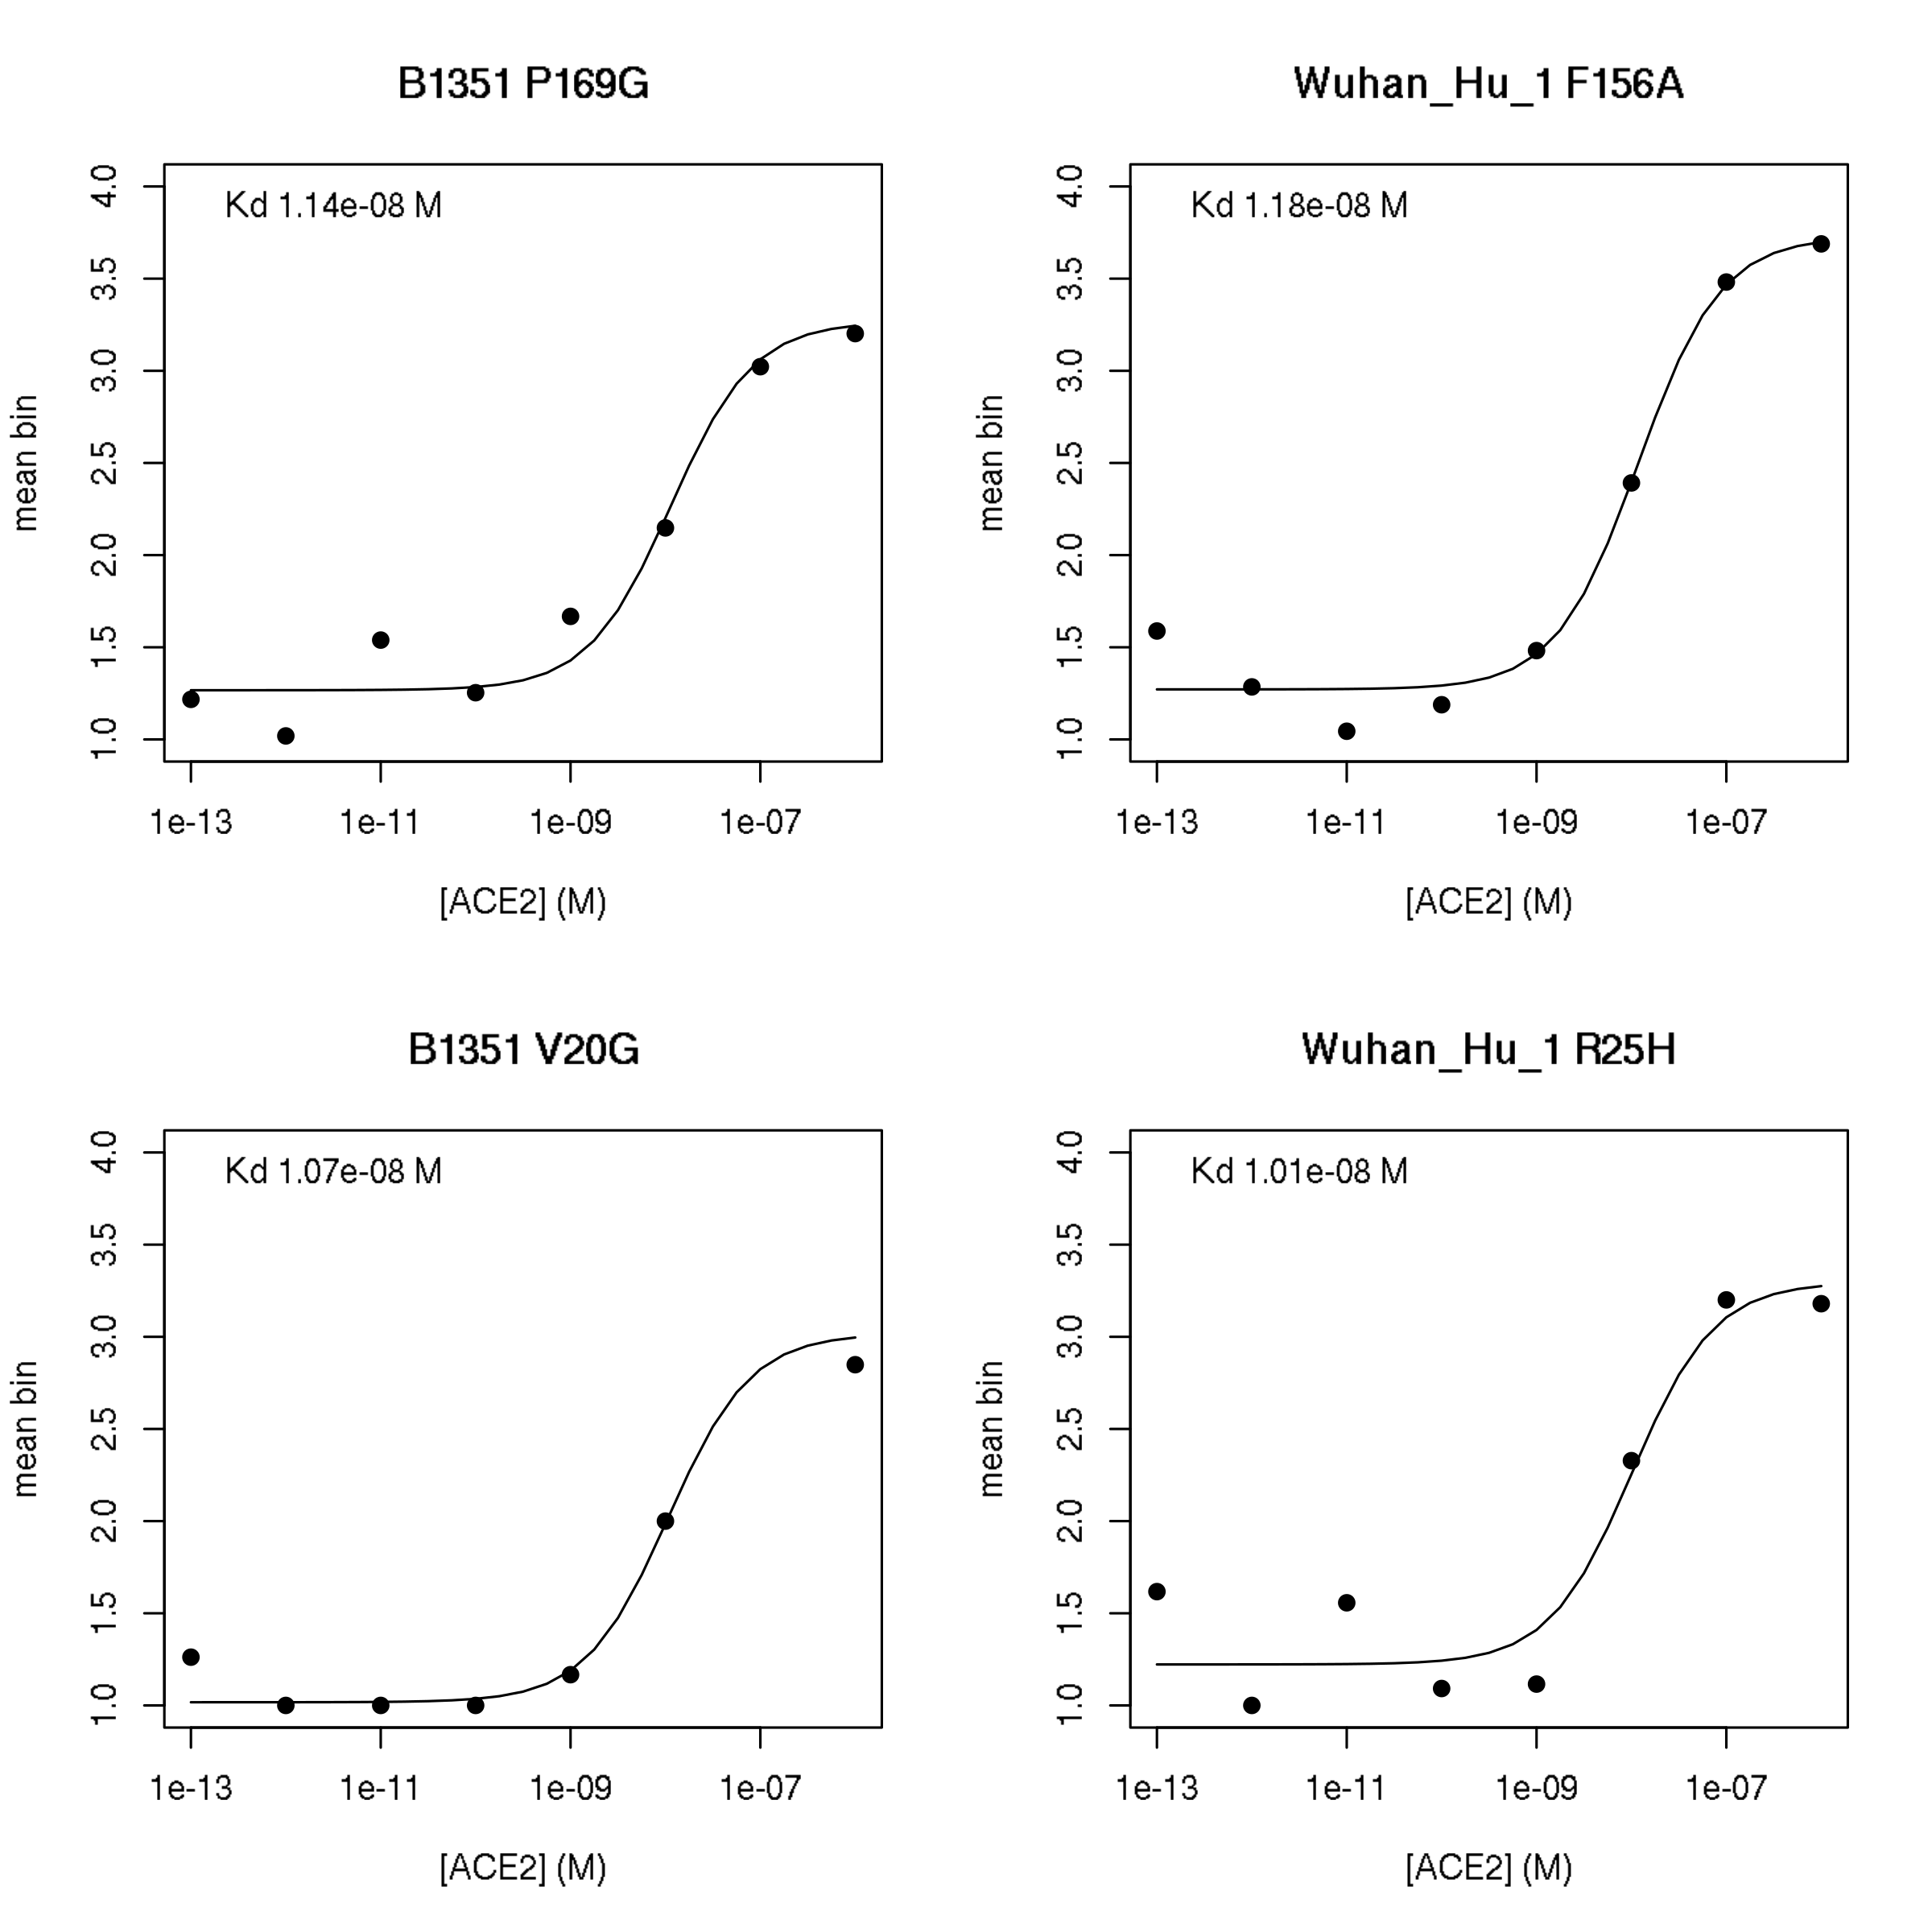 B1351 P169G
Kd 1.14e-08 M
mean bin
4.0
3.5
3.0
2.5
2.0
1.5
1.0
1e-13 1e-11 1e-09 1e-07
[ACE2] (M)
Wuhan_Hu_1 F156A
Kd 1.18e-08 M
mean bin
4.0
3.5
3.0
2.5
2.0
1.5
1.0
1e-13 1e-11 1e-09 1e-07
[ACE2] (M)
B1351 V20G
Kd 1.07e-08 M
mean bin
4.0
3.5
3.0
2.5
2.0
1.5
1.0
1e-13 1e-11 1e-09 1e-07
[ACE2] (M)
Wuhan_Hu_1 R25H
Kd 1.01e-08 M
mean bin
4.0
3.5
3.0
2.5
2.0
1.5
1.0
1e-13 1e-11 1e-09 1e-07
[ACE2] (M)